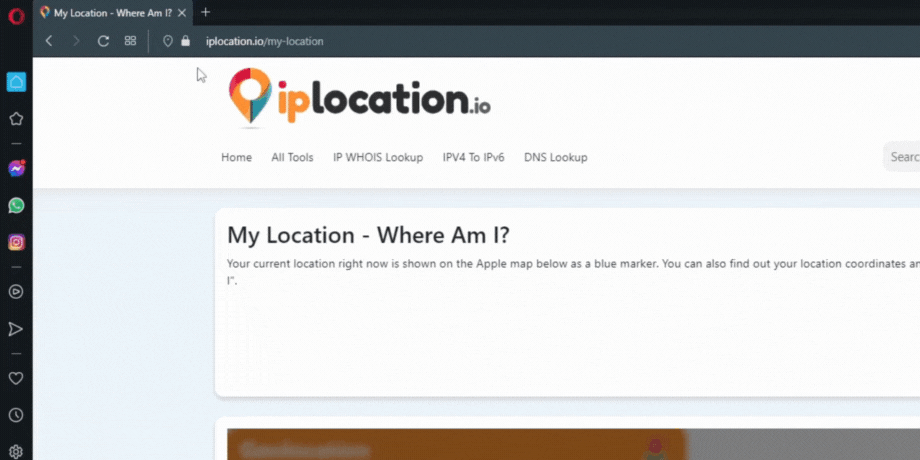 My Location - Where Am I?
iplocation.io/my-location
iplocation.io
Home All Tools IP WHOIS Lookup IPV4 To IPV6 DNS Lookup
Searc
My Location - Where Am I?
Your current location right now is shown on the Apple map below as a blue marker. You can also find out your location coordinates an
I".
Geolocation